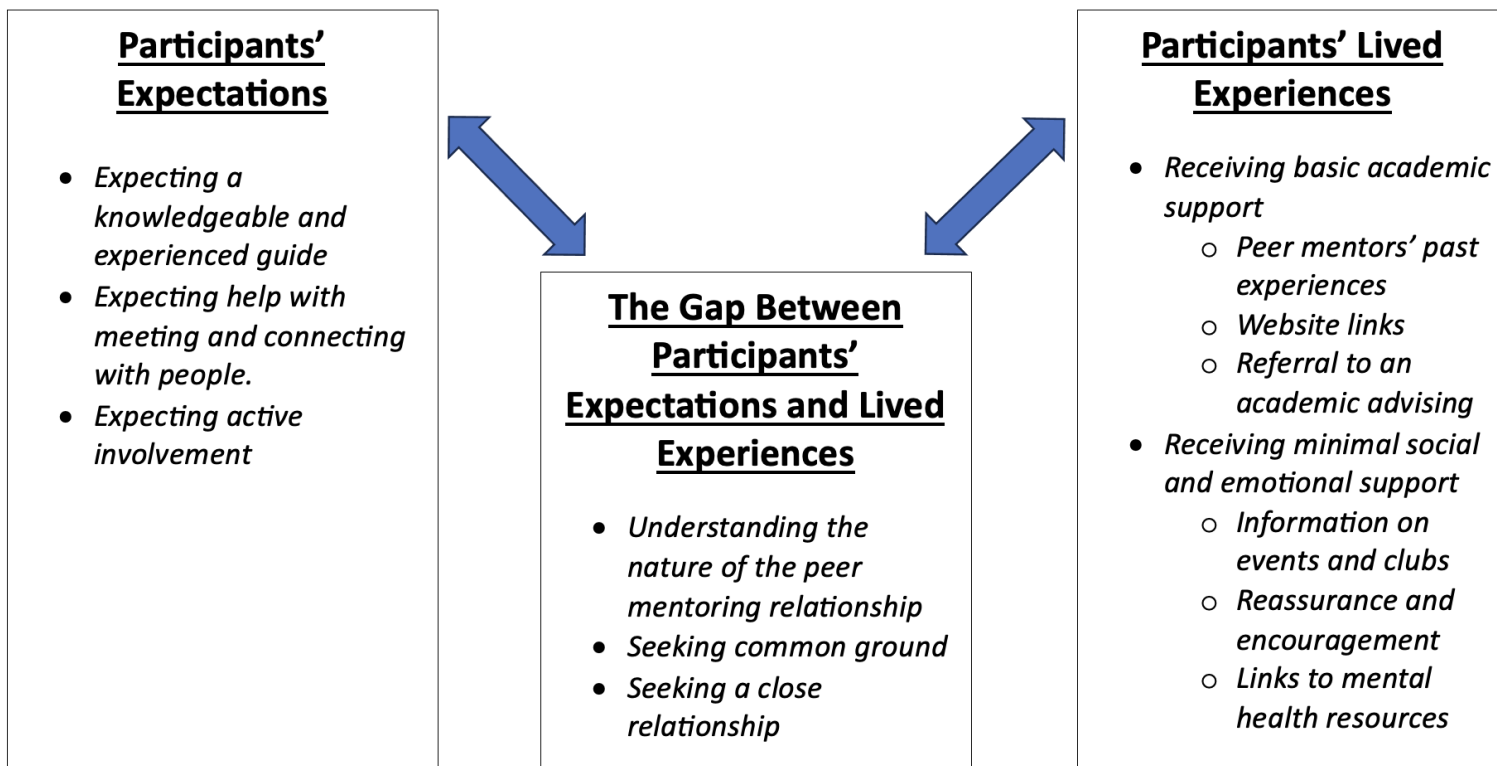 Participants’
Expectations
• Expecting a
knowledgeable and
experienced guide
• Expecting help with
meeting and connecting
with people.
• Expecting active
involvement
The Gap Between
Participants’
Expectations and Lived
Experiences
• Understanding the
nature of the peer
mentoring relationship
• Seeking common ground
• Seeking a close
relationship
Participants’ Lived
Experiences
• Receiving basic academic
support
o Peer mentors’ past
experiences
o Website links
o Referral to an
academic advising
• Receiving minimal social
and emotional support
o Information on
events and clubs
o Reassurance and
encouragement
o Links to mental
health resources